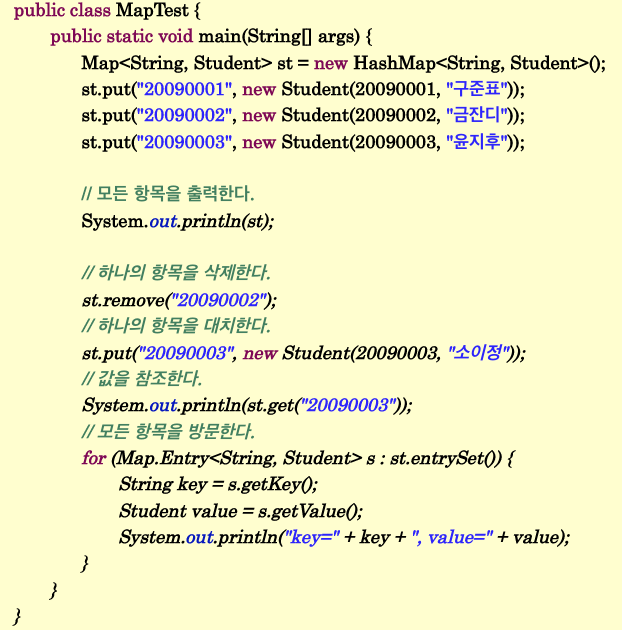 public class MapTest {
public static void main(String[] args) {
Map<String, Student> st = new HashMap<String, Student>();
st.put("20090001", new Student(20090001, "구준표"));
st.put("20090002", new Student(20090002, "금잔디"));
st.put("20090003", new Student(20090003, "윤지후"));
// 모든 항목을 출력한다.
System.out.println(st);
// 하나의 항목을 삭제한다.
st.remove("20090002");
// 하나의 항목을 대치한다.
st.put("20090003", new Student(20090003, "소이정"));
// 값을 참조한다.
System.out.println(st.get("20090003"));
// 모든 항목을 방문한다.
for (Map.Entry<String, Student> s : st.entrySet()) {
String key = s.getKey();
Student value = s.getValue();
System.out.println("key=" + key + ", value=" + value);
}
}
}